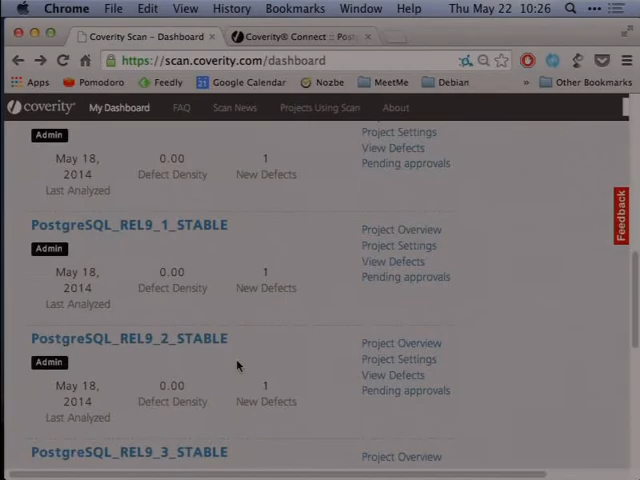 Chrome File Edit View History Bookmarks Window Thu May 22 10:26
Coverity Scan – Dashboard
Coverity® Connect :: Post
https://scan.coverity.com/dashboard
Apps Pomodoro Feedly Google Calendar Nozbe MeetMe Debian » Other Bookmarks
coverity® My Dashboard FAQ Scan News Projects Using Scan About
Admin
May 18, 2014
Last Analyzed
0.00
Defect Density
1
New Defects
Project Settings
View Defects
Pending approvals
PostgreSQL_REL9_1_STABLE
Admin
May 18, 2014
Last Analyzed
0.00
Defect Density
1
New Defects
Project Overview
Project Settings
View Defects
Pending approvals
PostgreSQL_REL9_2_STABLE
Admin
May 18, 2014
Last Analyzed
0.00
Defect Density
1
New Defects
Project Overview
Project Settings
View Defects
Pending approvals
PostgreSQL_REL9_3_STABLE
Project Overview
Feedback